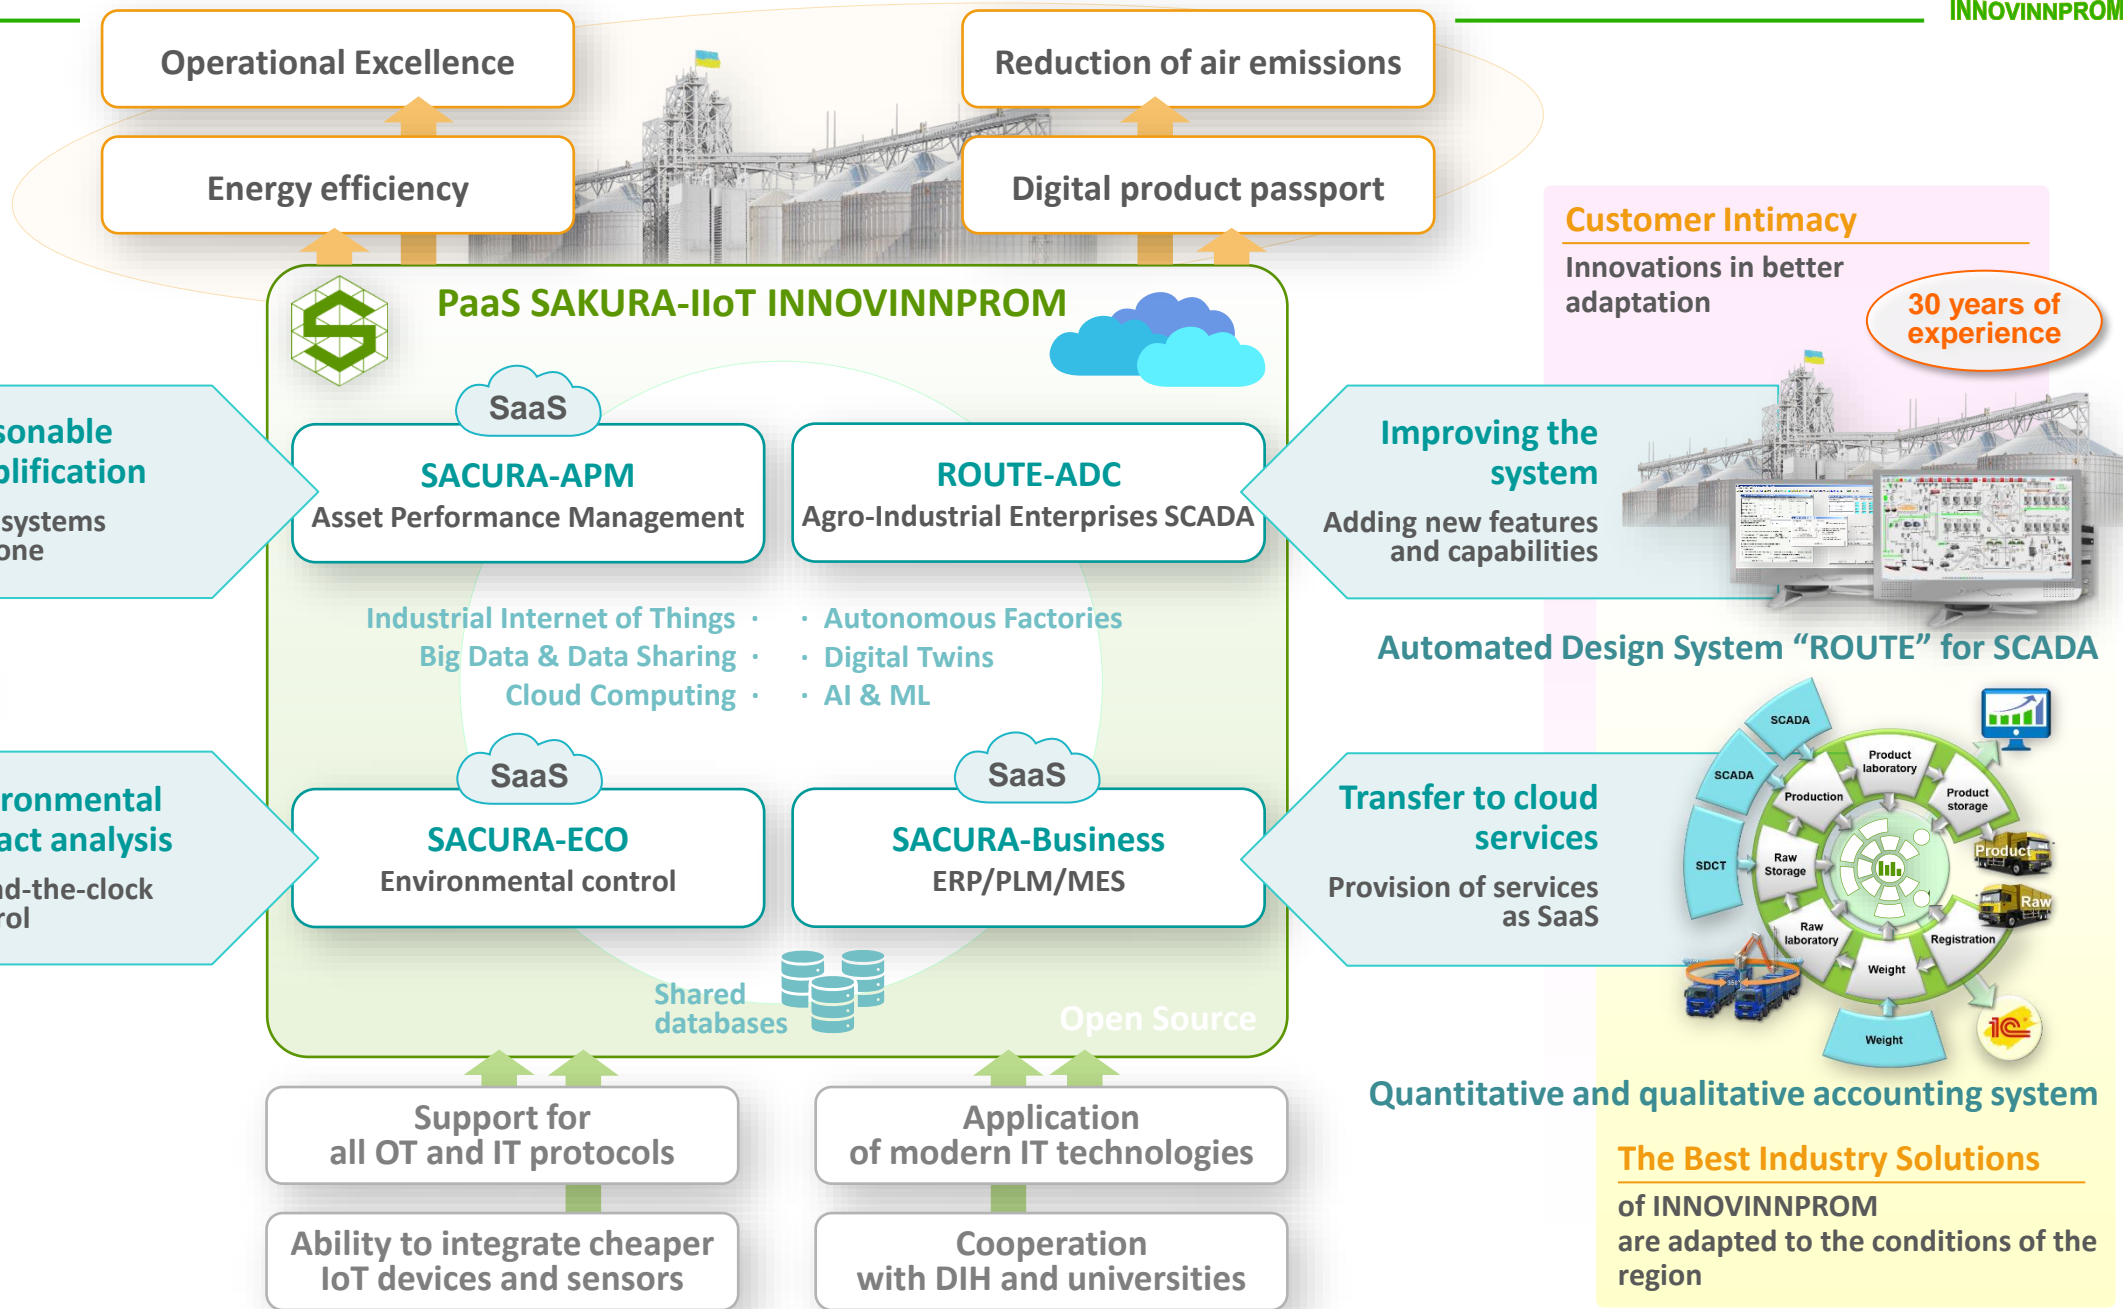 INNOVINNPROM
Operational Excellence
Reduction of air emissions
Energy efficiency
Digital product passport
Customer Intimacy
Innovations in better
adaptation
30 years of
experience
PaaS SAKURA-IIoT INNOVINNPROM
SaaS
SACURA-APM
Asset Performance Management
ROUTE-ADC
Agro-Industrial Enterprises SCADA
sonable
plification
systems
one
Improving the
system
Adding new features
and capabilities
Industrial Internet of Things ·
Big Data & Data Sharing ·
Cloud Computing ·
· Autonomous Factories
· Digital Twins
· AI & ML
Automated Design System “ROUTE” for SCADA
ronmental
act analysis
nd-the-clock
rol
SaaS
SACURA-ECO
Environmental control
SaaS
SACURA-Business
ERP/PLM/MES
Transfer to cloud
services
Provision of services
as SaaS
SCADA
SCADA
SDCT
Product
laboratory
Production
Product
storage
Raw
Storage
Product
Raw
Raw
laboratory
Registration
Weight
Weight
360°
1C
Shared
databases
Open Source
Quantitative and qualitative accounting system
Support for
all OT and IT protocols
Application
of modern IT technologies
Ability to integrate cheaper
IoT devices and sensors
Cooperation
with DIH and universities
The Best Industry Solutions
of INNOVINNPROM
are adapted to the conditions of the
region